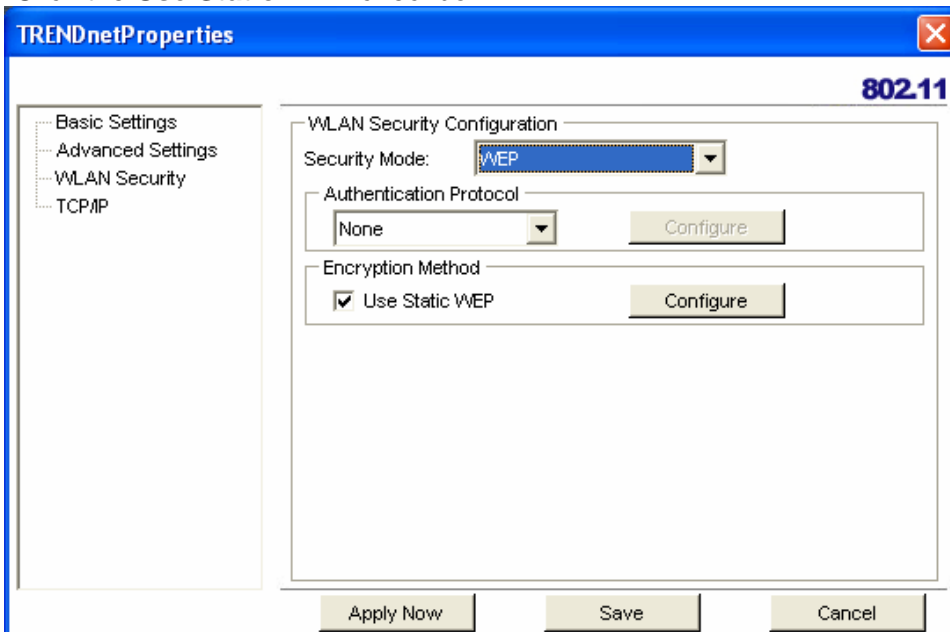 TRENDnetProperties
802.11
Basic Settings
Advanced Settings
WLAN Security
TCP/IP
WLAN Security Configuration
Security Mode: WEP
Authentication Protocol
None Configure
Encryption Method
Use Static WEP Configure
Apply Now Save Cancel